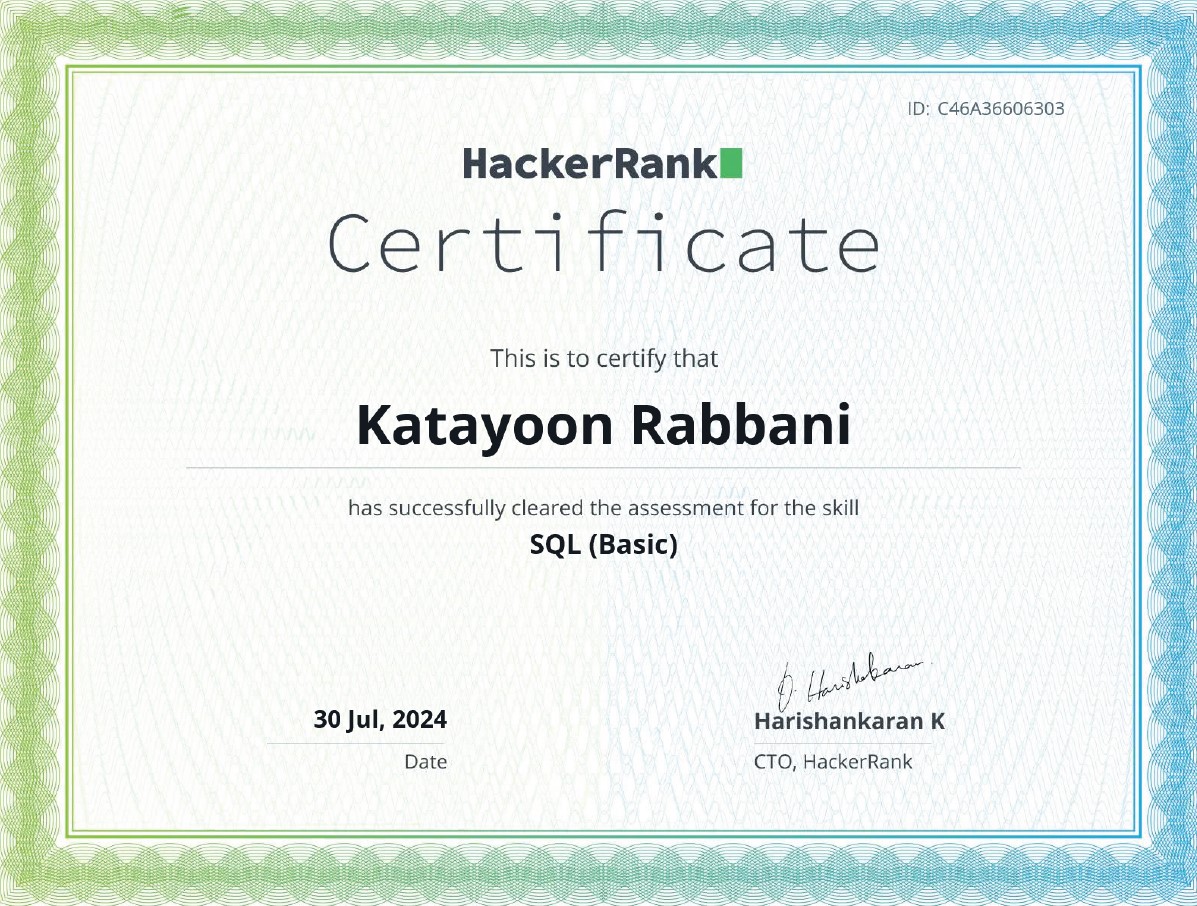 ID: C46A36606303
HackerRank
Certificate
This is to certify that
Katayoon Rabbani
has successfully cleared the assessment for the skill
SQL (Basic)
30 Jul, 2024
Date
Harishankaran K
CTO, HackerRank